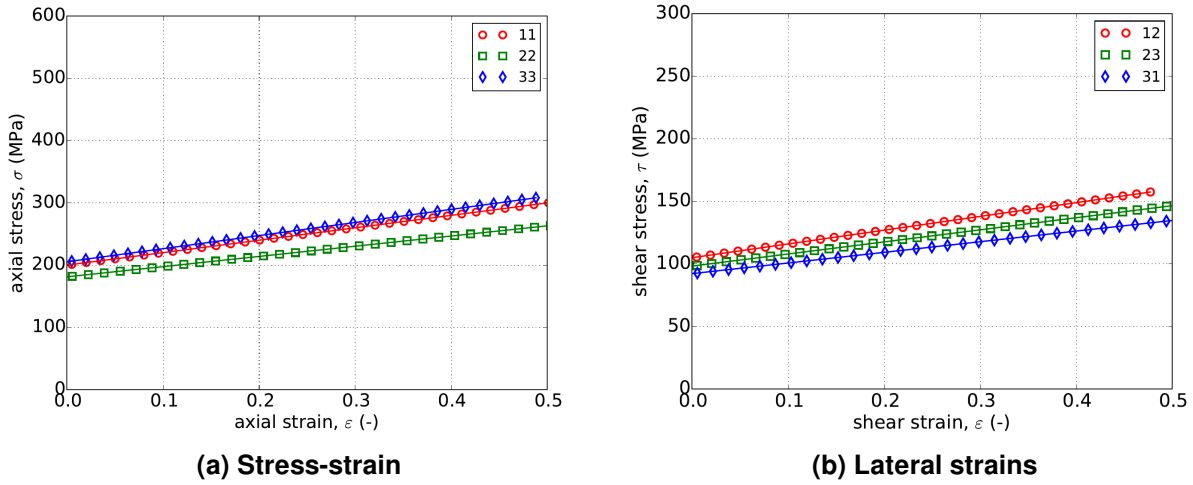 600
500
400
300
200
100
0
0.0 0.1 0.2 0.3 0.4 0.5
axial stress, σ (MPa)
axial strain, ε (-)
11
22
33
(a) Stress-strain
300
250
200
150
100
50
0
0.0 0.1 0.2 0.3 0.4 0.5
shear stress, τ (MPa)
shear strain, ε (-)
12
23
31
(b) Lateral strains